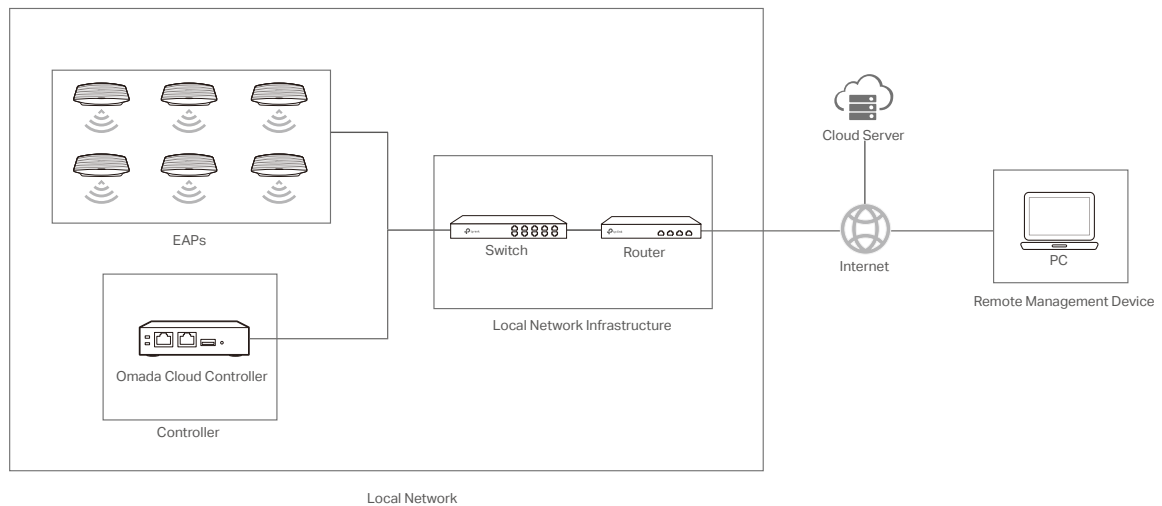 Cloud Server
EAPs
Switch
Router
Internet
PC
Remote Management Device
Local Network Infrastructure
Omada Cloud Controller
Controller
Local Network